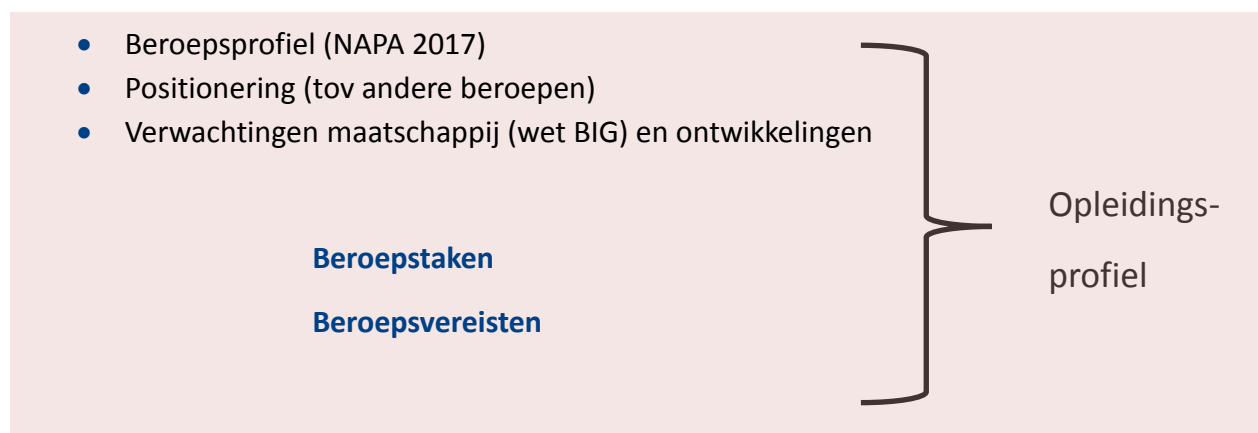 • Beroepsprofiel (NAPA 2017)
• Positionering (tov andere beroepen)
• Verwachtingen maatschappij (wet BIG) en ontwikkelingen
Beroepstaken
Beroepsvereisten
Opleidings-
profiel